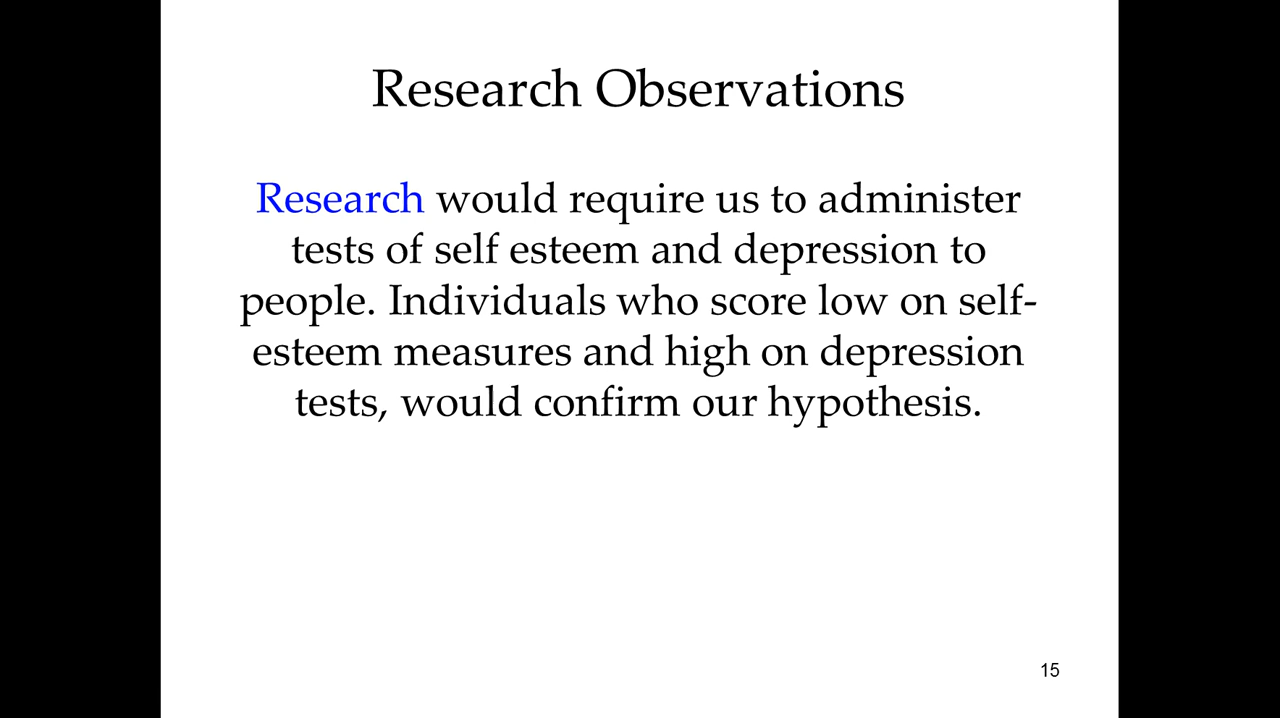 Research Observations
Research would require us to administer
tests of self esteem and depression to
people. Individuals who score low on self-
esteem measures and high on depression
tests, would confirm our hypothesis.
15